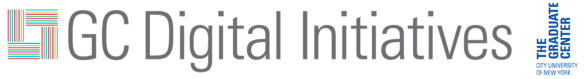 GC Digital Initiatives
THE
GRADUATE
CENTER
CITY UNIVERSITY
OF NEW YORK